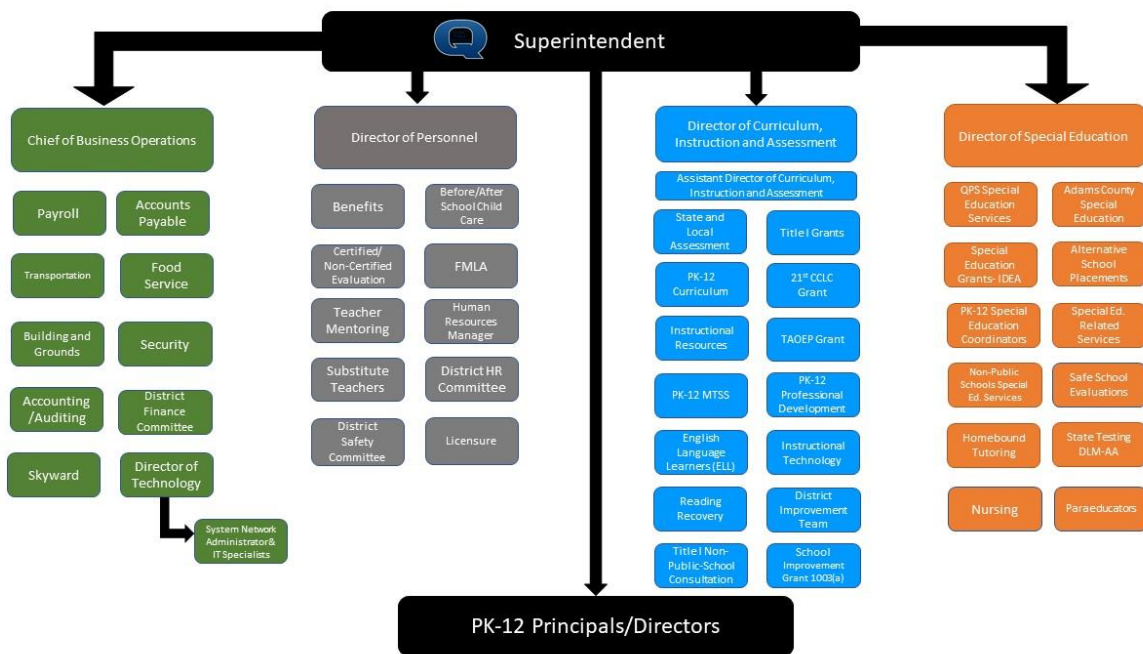 Q Superintendent
Chief of Business Operations
Payroll
Accounts
Payable
Transportation
Food
Service
Building and
Grounds
Security
Accounting
/Auditing
District
Finance
Committee
Skyward
Director of
Technology
System Network
Administrator &
IT Specialists
Director of Personnel
Benefits
Before/After
School Child
Care
Certified/
Non-Certified
Evaluation
FMLA
Teacher
Mentoring
Human
Resources
Manager
Substitute
Teachers
District HR
Committee
District
Safety
Committee
Licensure
Director of Curriculum,
Instruction and Assessment
Assistant Director of Curriculum,
Instruction and Assessment
State and
Local
Assessment
Title I Grants
PK-12
Curriculum
21st CCLC
Grant
Instructional
Resources
TAOEP Grant
PK-12 MTSS
PK-12
Professional
Development
English
Language
Learners (ELL)
Instructional
Technology
Reading
Recovery
District
Improvement
Team
Title I Non-
Public-School
Consultation
School
Improvement
Grant 1003(a)
Director of Special Education
QPS Special
Education
Services
Adams County
Special
Education
Special
Education
Grants- IDEA
Alternative
School
Placements
PK-12 Special
Education
Coordinators
Special Ed.
Related
Services
Non-Public
Schools Special
Ed. Services
Safe School
Evaluations
Homebound
Tutoring
State Testing
DLM-AA
Nursing
Paraeducators
PK-12 Principals/Directors